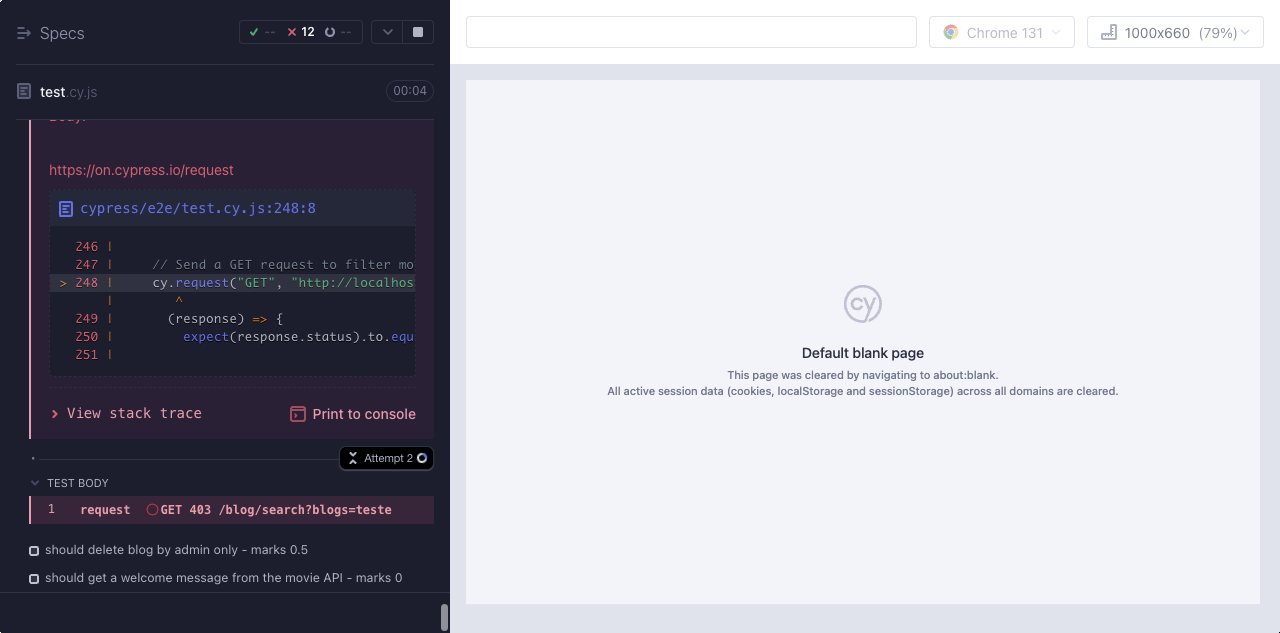 Specs
-- 12 --
Chrome 131
1000x660 (79%)
test.cy.js
00:04
Body:
https://on.cypress.io/request
cypress/e2e/test.cy.js:248:8
246 |
247 | // Send a GET request to filter mo
> 248 | cy.request("GET", "http://localhos
| ^
249 | (response) => {
250 | expect(response.status).to.equ
251 |
View stack trace
Print to console
Attempt 2
TEST BODY
1 request GET 403 /blog/search?blogs=teste
should delete blog by admin only - marks 0.5
should get a welcome message from the movie API - marks 0
cy
Default blank page
This page was cleared by navigating to about:blank.
All active session data (cookies, localStorage and sessionStorage) across all domains are cleared.